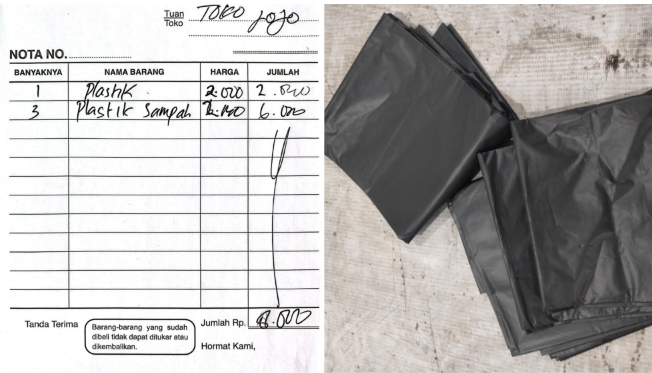 Tuan
Toko
TOKO JOJO
NOTA NO.
BANYAKNYA NAMA BARANG HARGA JUMLAH
1 Plastik 2.000 2.000
3 Plastik Sampah 6.000
Tanda Terima
Barang-barang yang sudah
dibeli tidak dapat ditukar atau
dikembalikan.
Jumlah Rp. 8.000
Hormat Kami,